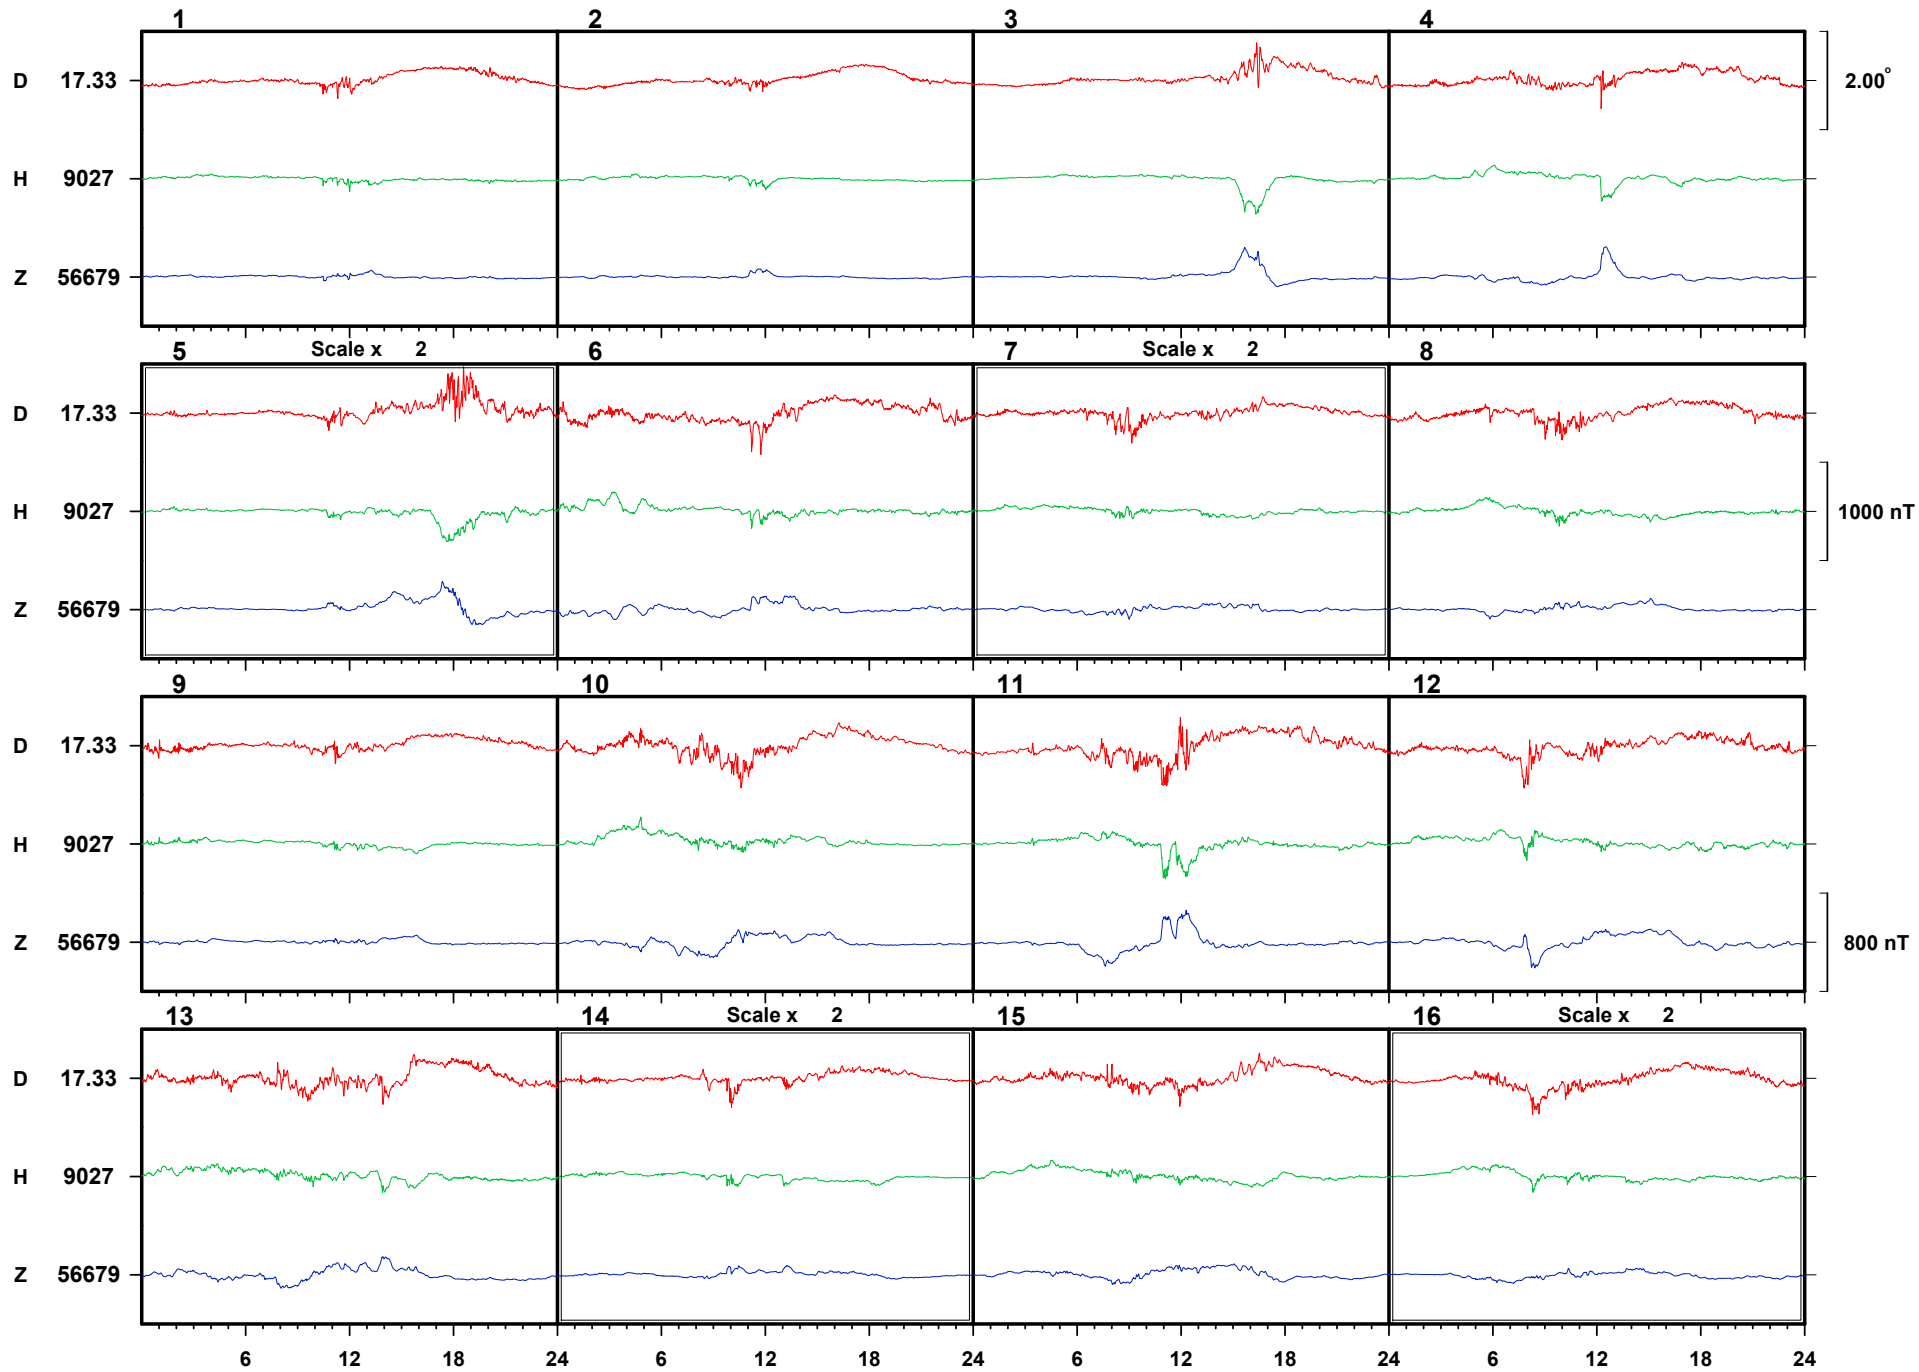 1 2 3 4
D 17.33 2.00°
H 9027
Z 56679
5 Scale x 2 6 7 Scale x 2 8
D 17.33
H 9027 1000 nT
Z 56679
9 10 11 12
D 17.33
H 9027
Z 56679 800 nT
13 14 Scale x 2 15 16 Scale x 2
D 17.33
H 9027
Z 56679
6 12 18 24 6 12 18 24 6 12 18 24 6 12 18 24